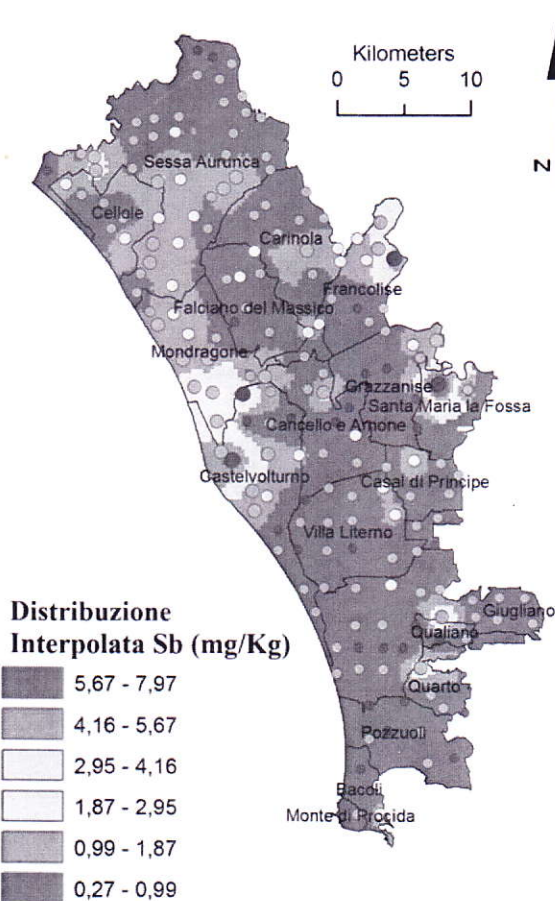 Kilometers
0 5 10
Z
Sessa Aurunca
Cellole
Carinola
Francolise
Falciano del Massico
Mondragone
Grazzanise
Santa Maria la Fossa
Cancello e Arnone
Castelvolturno
Casal di Principe
Villa Literno
Giugliano
Qualiano
Quarto
Pozzuoli
Bacoli
Monte di Procida
Distribuzione
Interpolata Sb (mg/Kg)
5,67 - 7,97
4,16 - 5,67
2,95 - 4,16
1,87 - 2,95
0,99 - 1,87
0,27 - 0,99